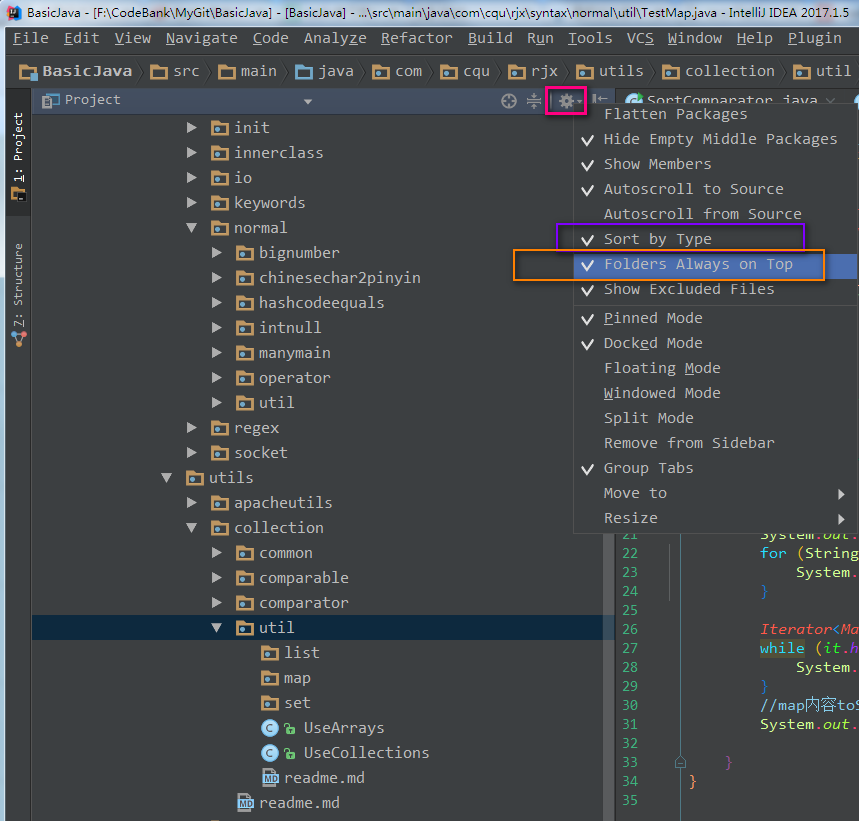 BasicJava - [F:\CodeBank\MyGit\BasicJava] - [BasicJava] - ...\src\main\java\com\cqu\rjx\syntax\normal\util\TestMap.java - IntelliJ IDEA 2017.1.5
File Edit View Navigate Code Analyze Refactor Build Run Tools VCS Window Help Plugin
BasicJava src main java com cqu rjx utils collection util
Project
SortComparator.java
1: Project
Z: Structure
init
innerclass
io
keywords
normal
bignumber
chinesechar2pinyin
hashcodeequals
intnull
manymain
operator
util
regex
socket
utils
apacheutils
collection
common
comparable
comparator
util
list
map
set
UseArrays
UseCollections
readme.md
readme.md
Flatten Packages
Hide Empty Middle Packages
Show Members
Autoscroll to Source
Autoscroll from Source
Sort by Type
Folders Always on Top
Show Excluded Files
Pinned Mode
Docked Mode
Floating Mode
Windowed Mode
Split Mode
Remove from Sidebar
Group Tabs
Move to
Resize
21 System.out.
22 for (String
23 System.
24 }
25
26 Iterator<Ma
27 while (it.h
28 System.
29 }
30 //map内容toS
31 System.out.
32
33 }
34 }
35